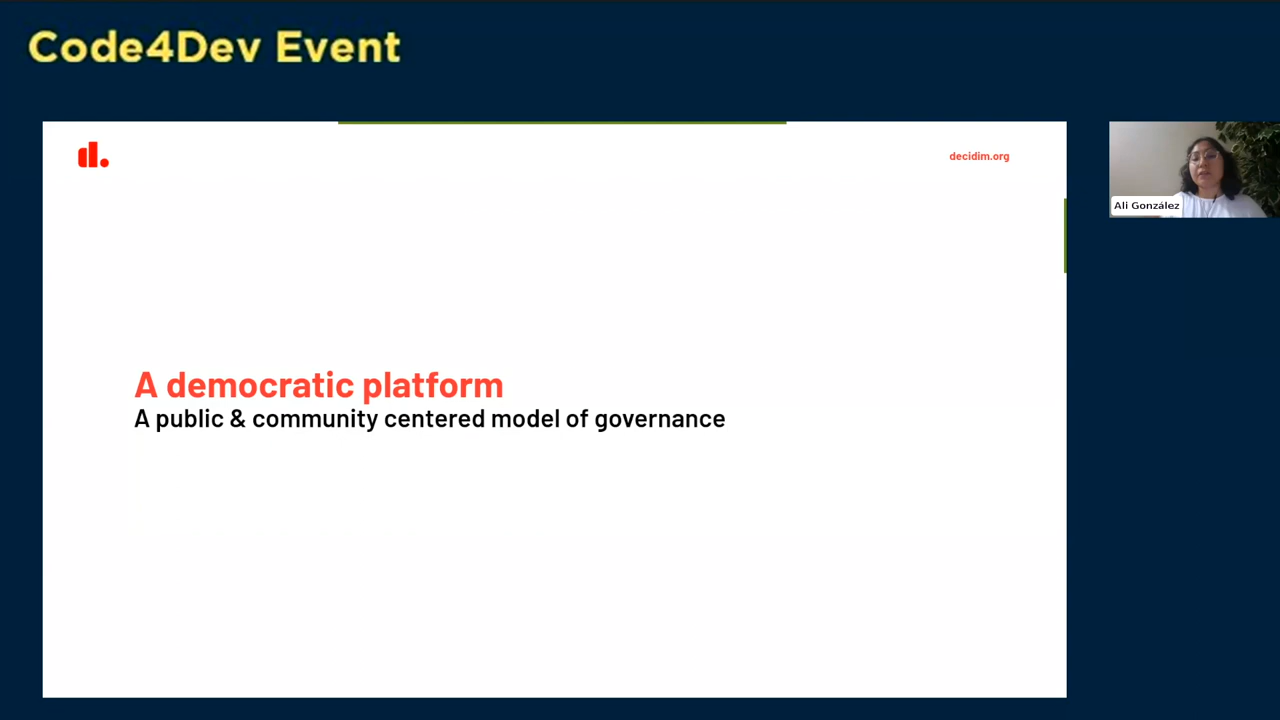 Code4Dev Event
d.
decidim.org
Ali González
A democratic platform
A public & community centered model of governance